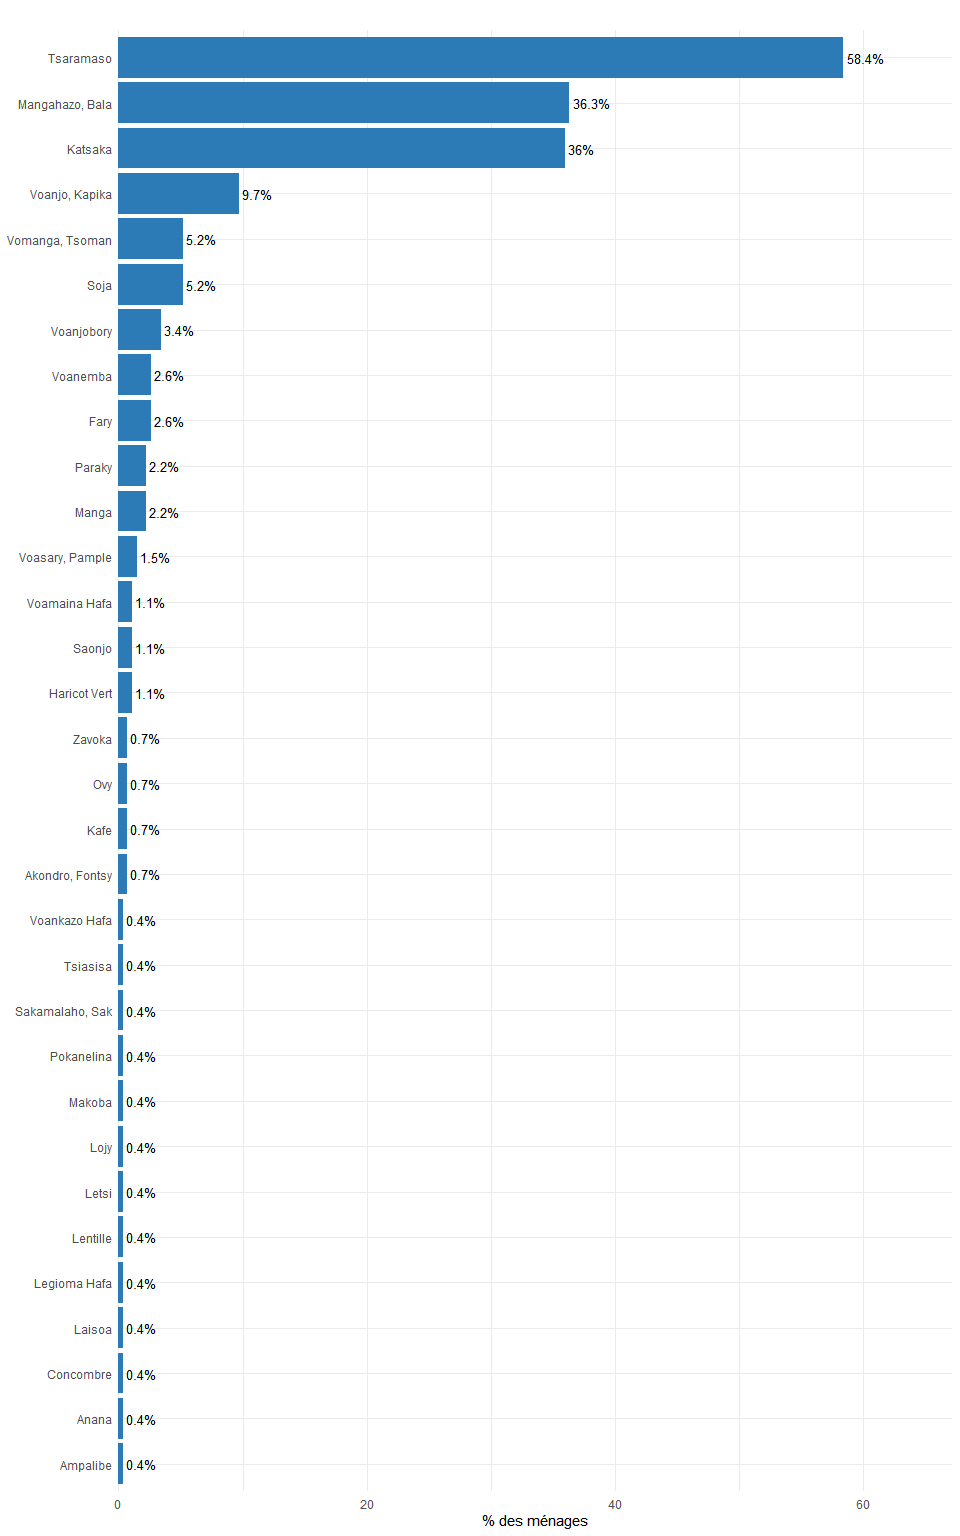 Tsaramaso 58.4%
Mangahazo, Bala 36.3%
Katsaka 36%
Voanjo, Kapika 9.7%
Vomanga, Tsoman 5.2%
Soja 5.2%
Voanjobory 3.4%
Voanemba 2.6%
Fary 2.6%
Paraky 2.2%
Manga 2.2%
Voasary, Pample 1.5%
Voamaina Hafa 1.1%
Saonjo 1.1%
Haricot Vert 1.1%
Zavoka 0.7%
Ovy 0.7%
Kafe 0.7%
Akondro, Fontsy 0.7%
Voankazo Hafa 0.4%
Tsiasisa 0.4%
Sakamalaho, Sak 0.4%
Pokanelina 0.4%
Makoba 0.4%
Lojy 0.4%
Letsi 0.4%
Lentille 0.4%
Legioma Hafa 0.4%
Laisoa 0.4%
Concombre 0.4%
Anana 0.4%
Ampalibe 0.4%
0 20 40 60
% des ménages